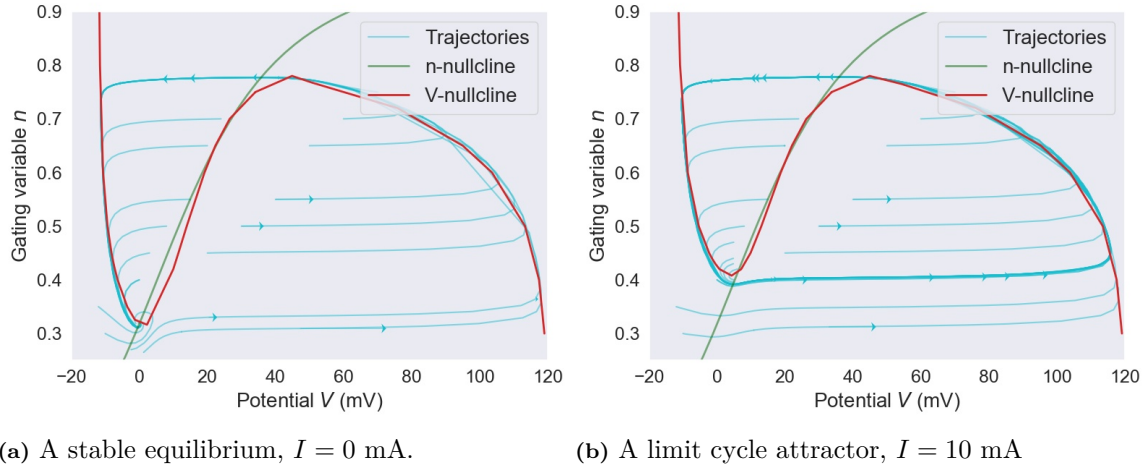 0.9
0.8
0.7
0.6
0.5
0.4
0.3
Gating variable n
Trajectories
n-nullcline
V-nullcline
−20 0 20 40 60 80 100 120
Potential V (mV)
0.9
0.8
0.7
0.6
0.5
0.4
0.3
Gating variable n
Trajectories
n-nullcline
V-nullcline
−20 0 20 40 60 80 100 120
Potential V (mV)
(a) A stable equilibrium, I = 0 mA.
(b) A limit cycle attractor, I = 10 mA